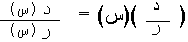 (د/ر)(س) = د (س)/ر (س)